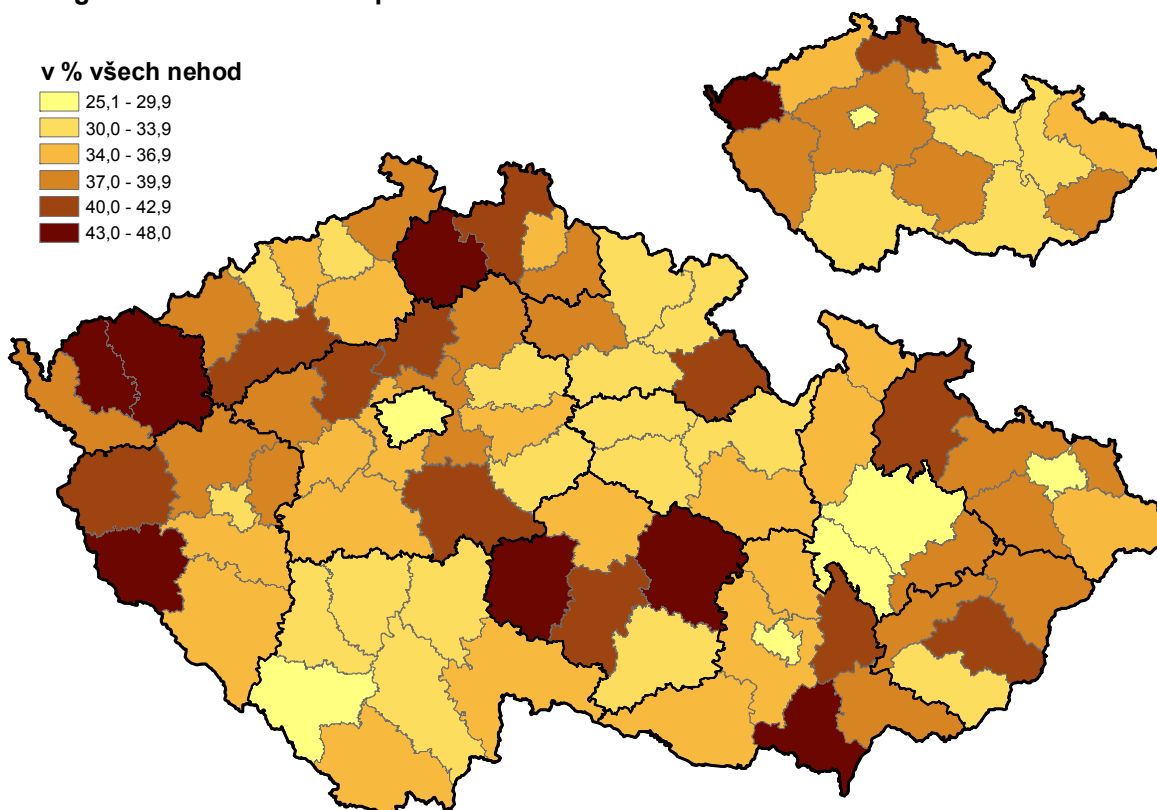 v % všech nehod
25,1 - 29,9
30,0 - 33,9
34,0 - 36,9
37,0 - 39,9
40,0 - 42,9
43,0 - 48,0